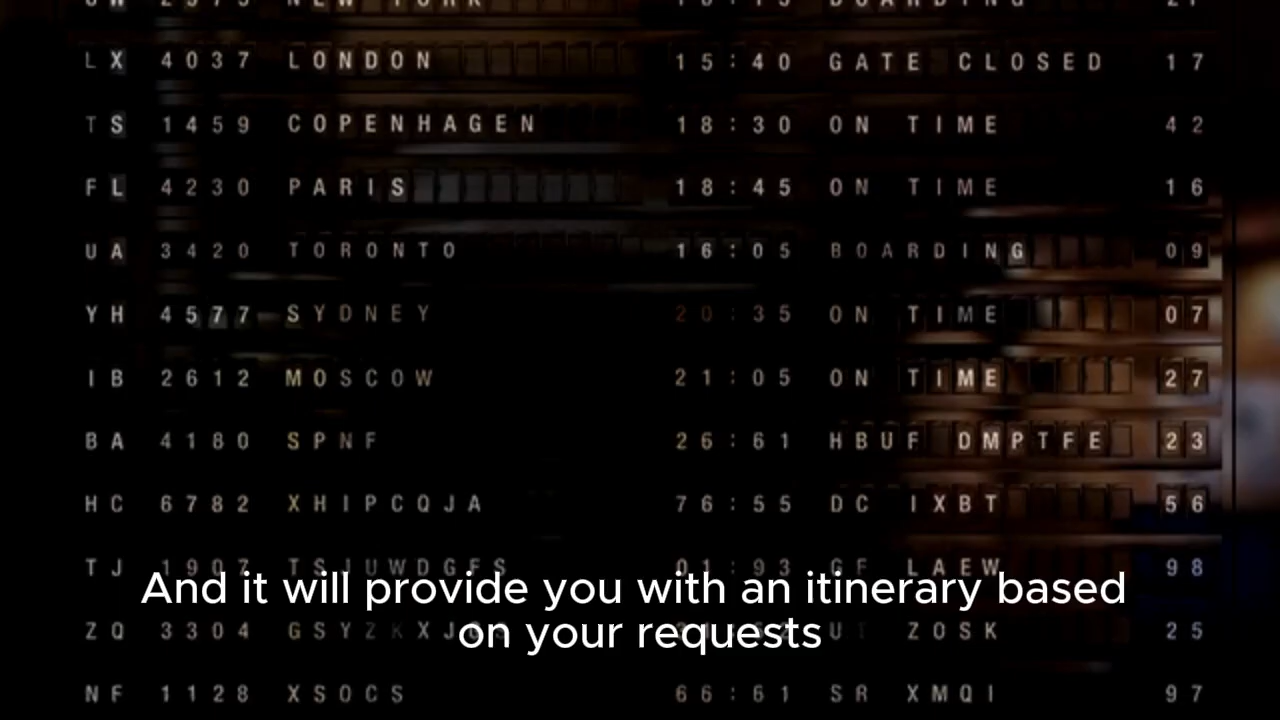 NEW YORK
LX 4037 LONDON 15:40 GATE CLOSED 17
TS 1459 COPENHAGEN 18:30 ON TIME 42
FL 4230 PARIS 18:45 ON TIME 16
UA 3420 TORONTO 16:05 BOARDING 09
YH 4577 SYDNEY 20:35 ON TIME 07
IB 2612 MOSCOW 21:05 ON TIME 27
BA 4180 SPNF 26:61 HBUF DMPTFE 23
HC 6782 XHIPCQJA 76:55 DC IXBT 56
TJ 1907 LAEW 98
And it will provide you with an itinerary based
ZQ 3304 ZOSK 25
on your requests
NF 1128 XSOCS 66:61 SR XMQI 97